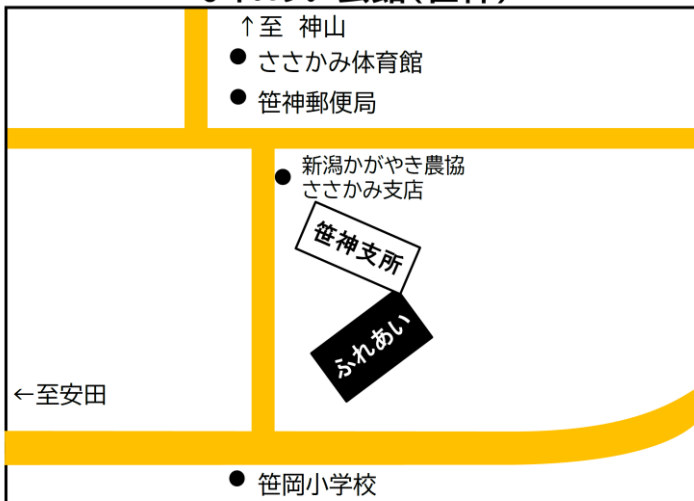 ↑至 神山
ささかみ体育館
笹神郵便局
新潟かがやき農協
ささかみ支店
笹神支所
ふれあい
←至安田
笹岡小学校